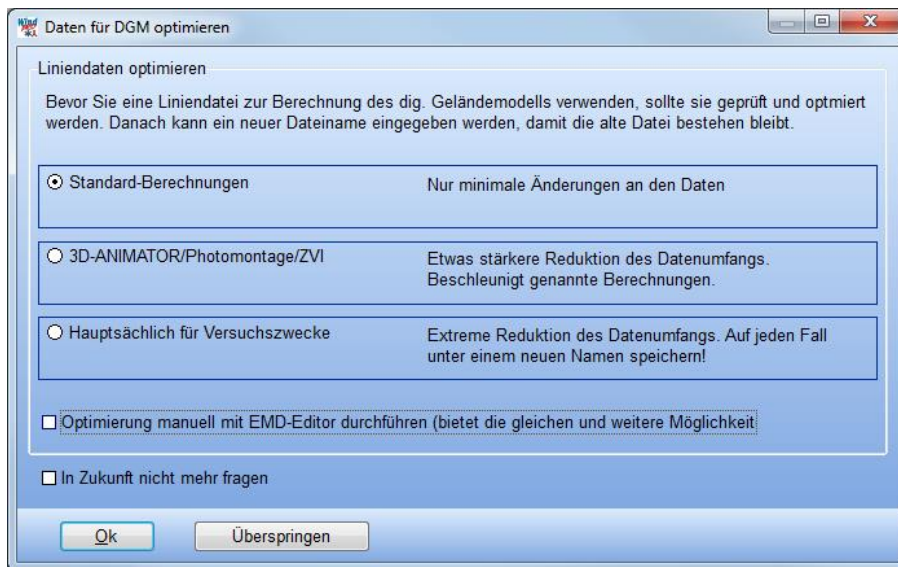 Daten für DGM optimieren
Liniendaten optimieren
Bevor Sie eine Liniendatei zur Berechnung des dig. Geländemodells verwenden, sollte sie geprüft und optmiert
werden. Danach kann ein neuer Dateiname eingegeben werden, damit die alte Datei bestehen bleibt.
Standard-Berechnungen Nur minimale Änderungen an den Daten
3D-ANIMATOR/Photomontage/ZVI Etwas stärkere Reduktion des Datenumfangs.
Beschleunigt genannte Berechnungen.
Hauptsächlich für Versuchszwecke Extreme Reduktion des Datenumfangs. Auf jeden Fall
unter einem neuen Namen speichern!
Optimierung manuell mit EMD-Editor durchführen (bietet die gleichen und weitere Möglichkeit
In Zukunft nicht mehr fragen
Ok Überspringen